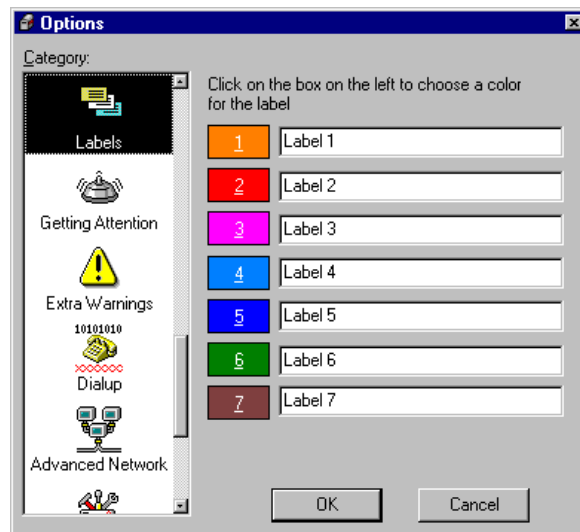 Options
Category:
Labels
Getting Attention
Extra Warnings
10101010
Dialup
Advanced Network
Click on the box on the left to choose a color
for the label
1 Label 1
2 Label 2
3 Label 3
4 Label 4
5 Label 5
6 Label 6
7 Label 7
OK Cancel